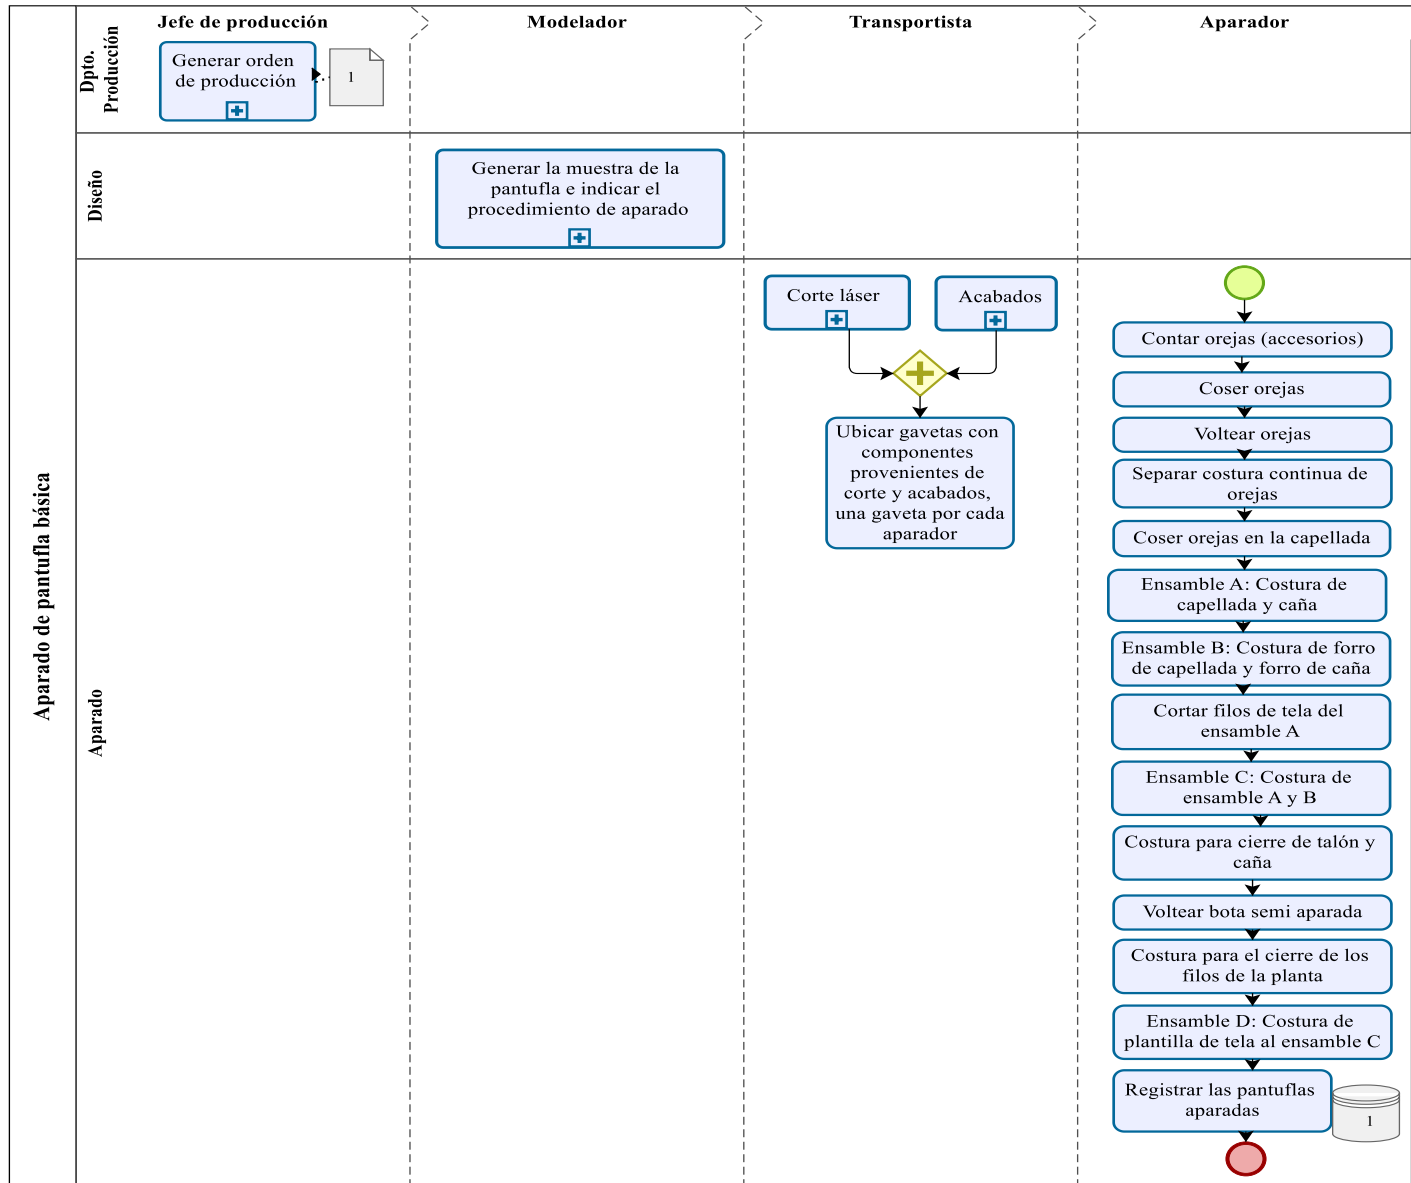 Jefe de producción
Modelador
Transportista
Aparador
Aparado de pantufla básica
Dpto.
Producción
Generar orden
de producción
1
Diseño
Generar la muestra de la
pantufla e indicar el
procedimiento de aparado
Aparado
Corte láser
Acabados
Ubicar gavetas con
componentes
provenientes de
corte y acabados,
una gaveta por cada
aparador
Contar orejas (accesorios)
Coser orejas
Voltear orejas
Separar costura continua de
orejas
Coser orejas en la capellada
Ensamble A: Costura de
capellada y caña
Ensamble B: Costura de forro
de capellada y forro de caña
Cortar filos de tela del
ensamble A
Ensamble C: Costura de
ensamble A y B
Costura para cierre de talón y
caña
Voltear bota semi aparada
Costura para el cierre de los
filos de la planta
Ensamble D: Costura de
plantilla de tela al ensamble C
Registrar las pantuflas
aparadas
1